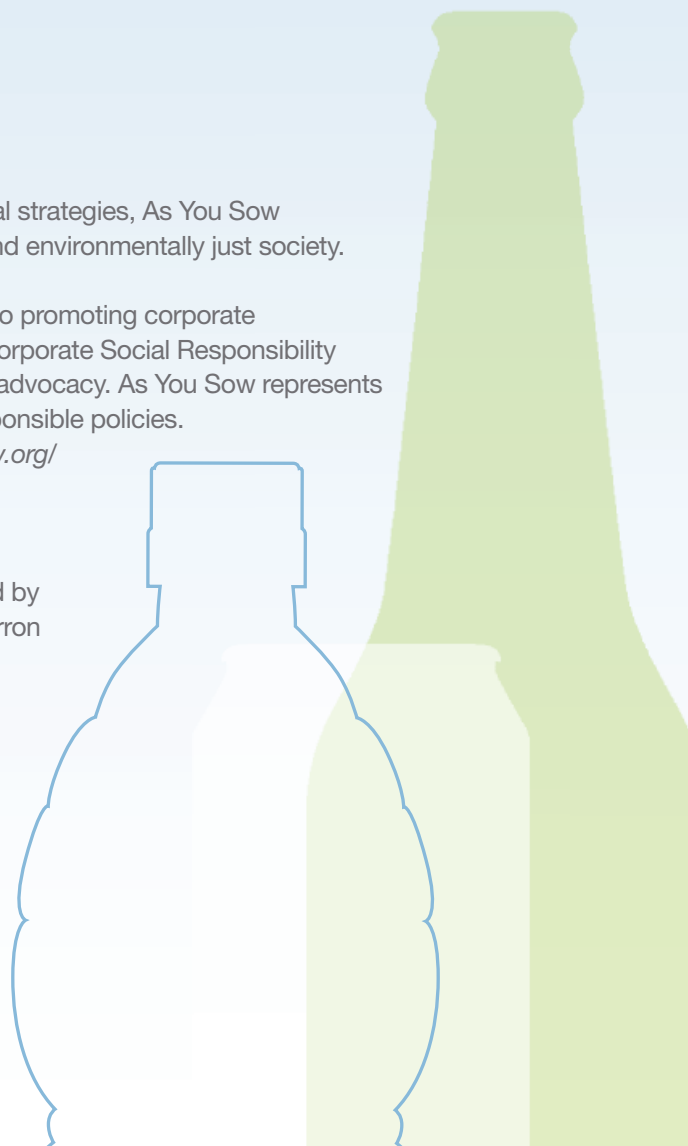 al strategies, As You Sow
nd environmentally just society.
o promoting corporate
orporate Social Responsibility
advocacy. As You Sow represents
onsible policies.
.org/
d by
rron